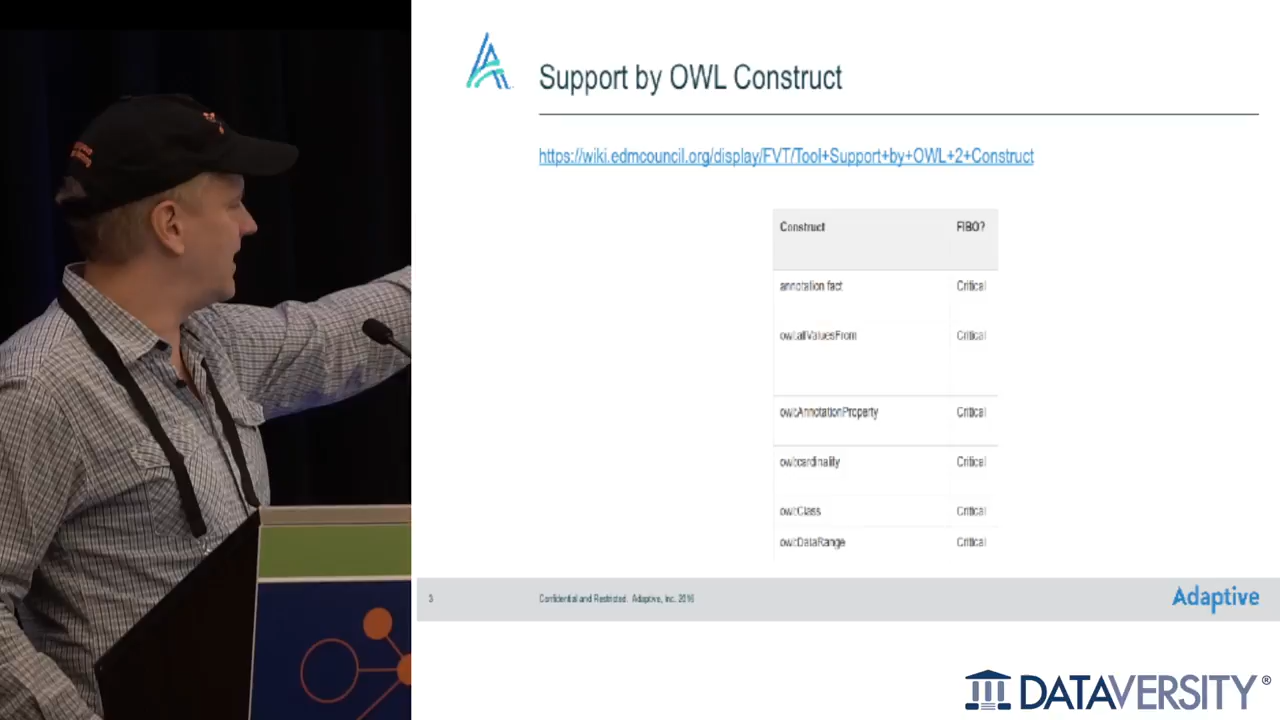 Support by OWL Construct
https://wiki.edmcouncil.org/display/FVT/Tool+Support+by+OWL+2+Construct
Construct FIBO?
annotation fact Critical
owl:allValuesFrom Critical
owl:AnnotationProperty Critical
owl:cardinality Critical
owl:Class Critical
owl:DataRange Critical
3 Confidential and Restricted. Adaptive, Inc. 2016 Adaptive
DATAVERSITY®